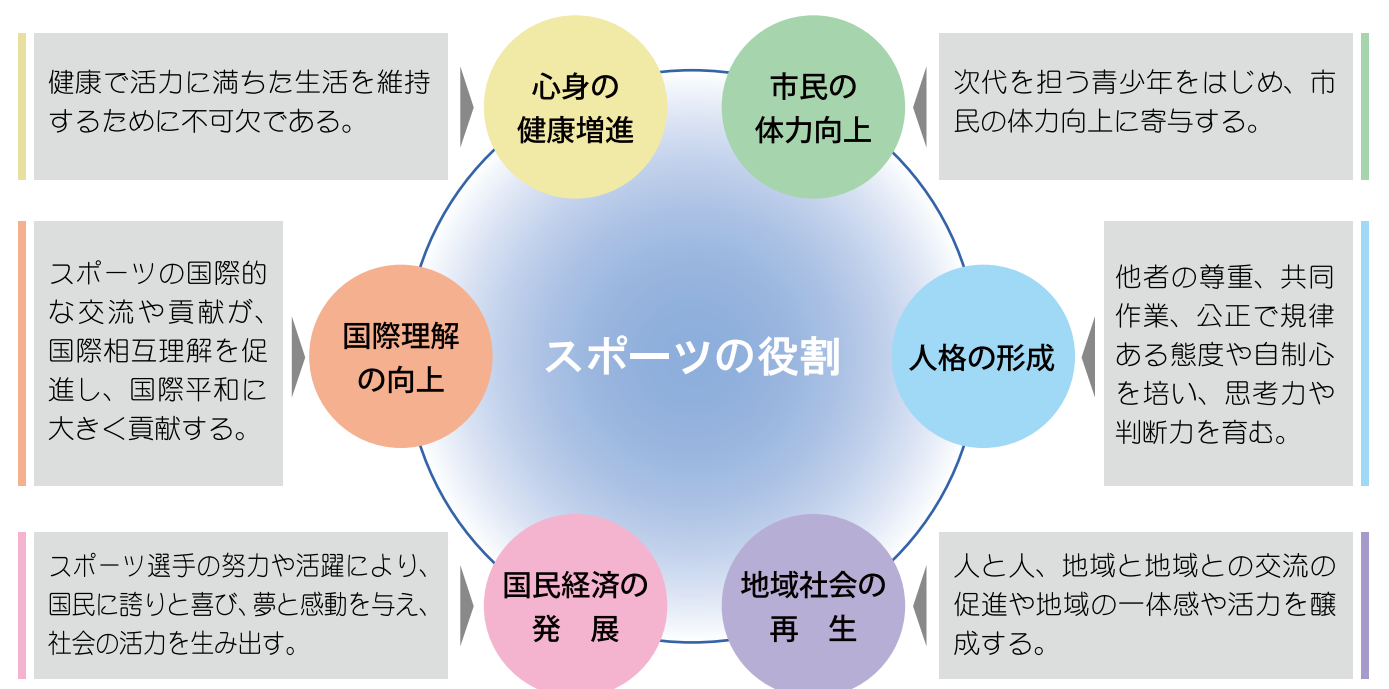 健康で活力に満ちた生活を維持
するために不可欠である。
心身の
健康増進
市民の
体力向上
次代を担う青少年をはじめ、市
民の体力向上に寄与する。
スポーツの国際的
な交流や貢献が、
国際相互理解を促
進し、国際平和に
大きく貢献する。
国際理解
の向上
スポーツの役割
人格の形成
他者の尊重、共同
作業、公正で規律
ある態度や自制心
を培い、思考力や
判断力を育む。
スポーツ選手の努力や活躍により、
国民に誇りと喜び、夢と感動を与え、
社会の活力を生み出す。
国民経済の
発　展
地域社会の
再　生
人と人、地域と地域との交流の
促進や地域の一体感や活力を醸
成する。